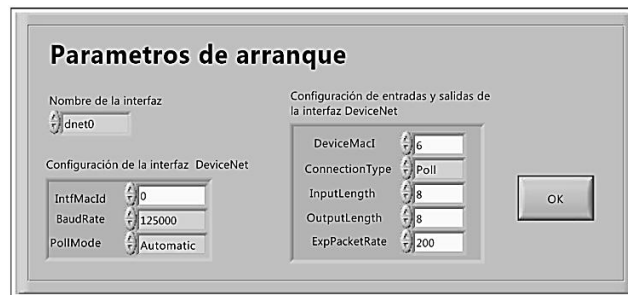 Parametros de arranque
Nombre de la interfaz
dnet0
Configuración de la interfaz DeviceNet
IntfMacId 0
BaudRate 125000
PollMode Automatic
Configuración de entradas y salidas de
la interfaz DeviceNet
DeviceMacI 6
ConnectionType Poll
InputLength 8
OutputLength 8
ExpPacketRate 200
OK